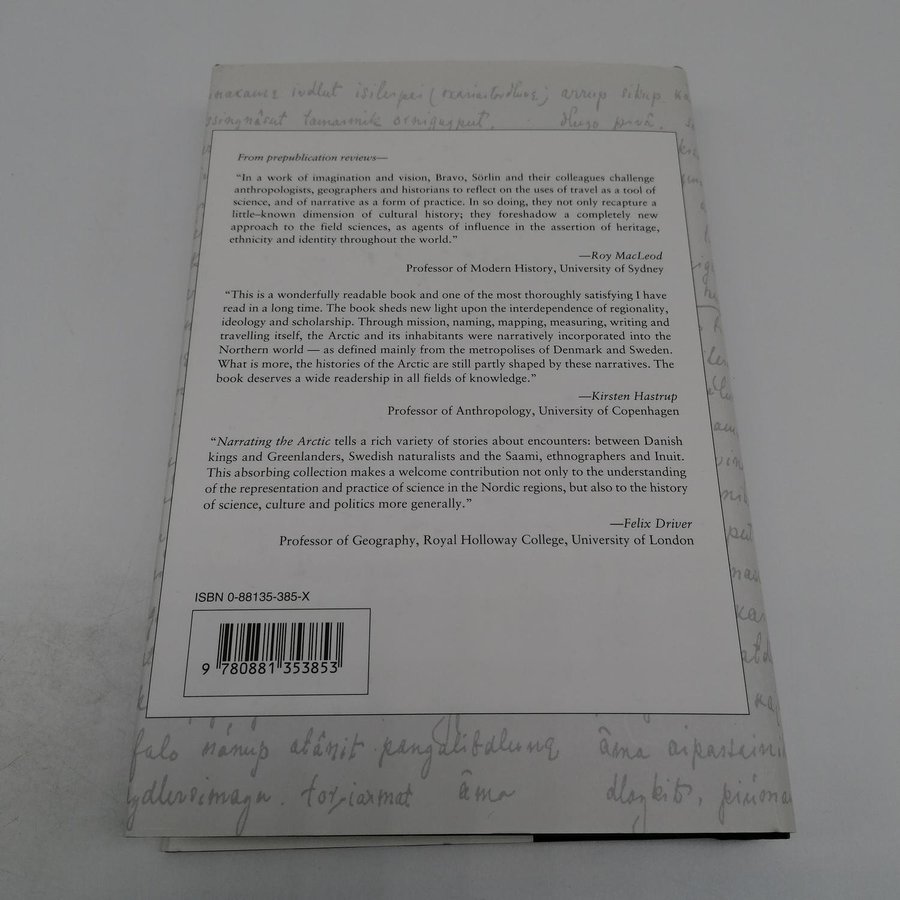 isilerpai
arrup
tamarmik
From prepublication reviews—
“In a work of imagination and vision, Bravo, Sörlin and their colleagues challenge
anthropologists, geographers and historians to reflect on the uses of travel as a tool of
science, and of narrative as a form of practice. In so doing, they not only recapture a
little–known dimension of cultural history; they foreshadow a completely new
approach to the field sciences, as agents of influence in the assertion of heritage,
ethnicity and identity throughout the world.”
—Roy MacLeod
Professor of Modern History, University of Sydney
“This is a wonderfully readable book and one of the most thoroughly satisfying I have
read in a long time. The book sheds new light upon the interdependence of regionality,
ideology and scholarship. Through mission, naming, mapping, measuring, writing and
travelling itself, the Arctic and its inhabitants were narratively incorporated into the
Northern world — as defined mainly from the metropolises of Denmark and Sweden.
What is more, the histories of the Arctic are still partly shaped by these narratives. The
book deserves a wide readership in all fields of knowledge.”
—Kirsten Hastrup
Professor of Anthropology, University of Copenhagen
“Narrating the Arctic tells a rich variety of stories about encounters: between Danish
kings and Greenlanders, Swedish naturalists and the Saami, ethnographers and Inuit.
This absorbing collection makes a welcome contribution not only to the understanding
of the representation and practice of science in the Nordic regions, but also to the history
of science, culture and politics more generally.”
—Felix Driver
Professor of Geography, Royal Holloway College, University of London
ISBN 0-88135-385-X
9 780881 353853
nánup atâsit pangalitdlune âma
torxiarmat âma